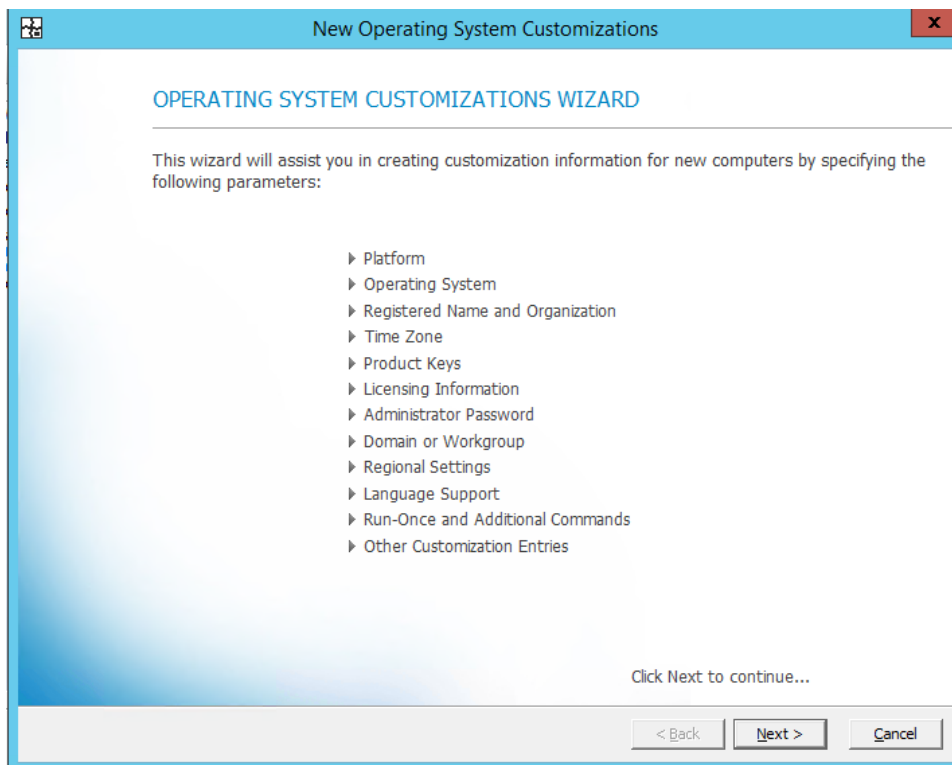 New Operating System Customizations
x
OPERATING SYSTEM CUSTOMIZATIONS WIZARD
This wizard will assist you in creating customization information for new computers by specifying the
following parameters:
Platform
Operating System
Registered Name and Organization
Time Zone
Product Keys
Licensing Information
Administrator Password
Domain or Workgroup
Regional Settings
Language Support
Run-Once and Additional Commands
Other Customization Entries
Click Next to continue...
< Back
Next >
Cancel